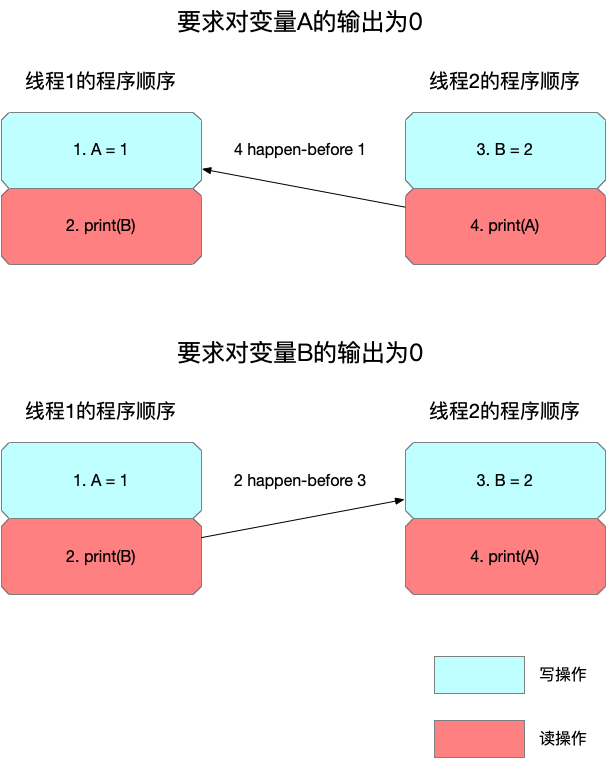 要求对变量A的输出为0
线程1的程序顺序
线程2的程序顺序
1. A = 1
4 happen-before 1
3. B = 2
2. print(B)
4. print(A)
要求对变量B的输出为0
线程1的程序顺序
线程2的程序顺序
1. A = 1
2 happen-before 3
3. B = 2
2. print(B)
4. print(A)
写操作
读操作